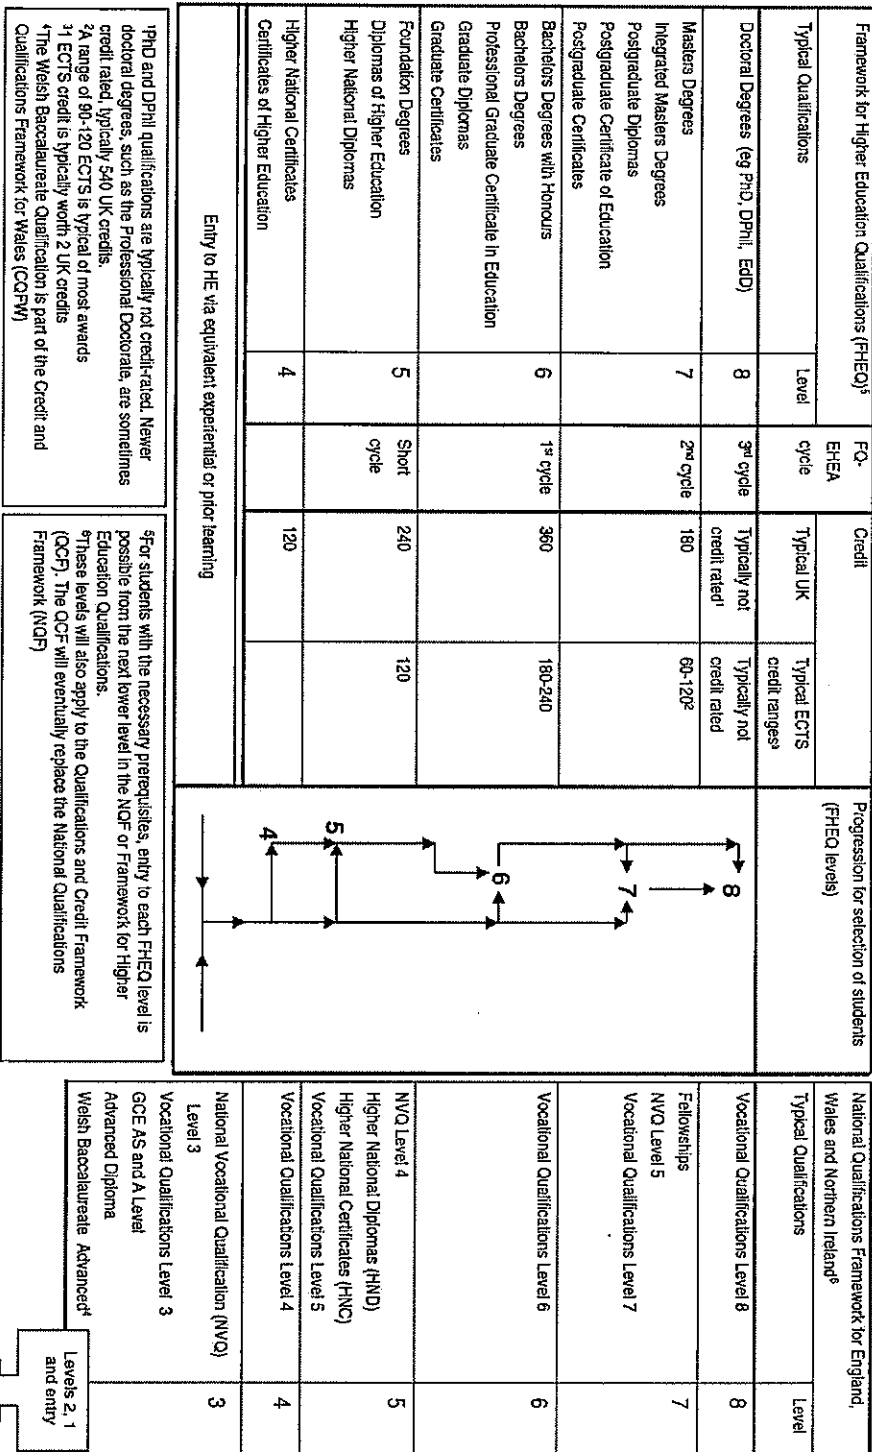 Framework for Higher Education Qualifications (FHEQ)⁵
Typical Qualifications
Level
FQ-
EHEA
cycle
Credit
Typical UK
Typical ECTS
credit ranges³
Progression for selection of students
(FHEQ levels)
National Qualifications Framework for England,
Wales and Northern Ireland⁶
Typical Qualifications
Level
Doctoral Degrees (eg PhD, DPhil, EdD)
8
3rd cycle
Typically not
credit rated¹
Typically not
credit rated
8
Vocational Qualifications Level 8
8
Masters Degrees
Integrated Masters Degrees
Postgraduate Diplomas
Postgraduate Certificate of Education
Postgraduate Certificates
7
2nd cycle
180
60-120²
7
Fellowships
NVQ Level 5
Vocational Qualifications Level 7
7
Bachelors Degrees with Honours
Bachelors Degrees
Professional Graduate Certificate in Education
Graduate Diplomas
Graduate Certificates
6
1st cycle
360
180-240
6
Vocational Qualifications Level 6
6
Foundation Degrees
Diplomas of Higher Education
Higher National Diplomas
5
Short
cycle
240
120
5
NVQ Level 4
Higher National Diplomas (HND)
Higher National Certificates (HNC)
Vocational Qualifications Level 5
5
Higher National Certificates
Certificates of Higher Education
4
120
4
Vocational Qualifications Level 4
4
Entry to HE via equivalent experiential or prior learning
National Vocational Qualification (NVQ)
Level 3
Vocational Qualifications Level 3
GCE AS and A Level
Advanced Diploma
Welsh Baccalaureate Advanced⁴
3
Levels 2, 1
and entry
¹PhD and DPhil qualifications are typically not credit-rated. Newer
doctoral degrees, such as the Professional Doctorate, are sometimes
credit rated, typically 540 UK credits.
²A range of 90-120 ECTS is typical of most awards
³1 ECTS credit is typically worth 2 UK credits
⁴The Welsh Baccalaureate Qualification is part of the Credit and
Qualifications Framework for Wales (CQFW)
⁵For students with the necessary prerequisites, entry to each FHEQ level is
possible from the next lower level in the NQF or Framework for Higher
Education Qualifications.
⁶These levels will also apply to the Qualifications and Credit Framework
(QCF). The QCF will eventually replace the National Qualifications
Framework (NQF)